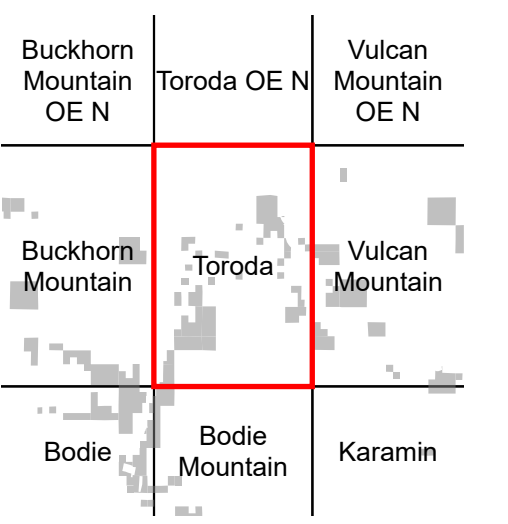 Buckhorn
Mountain
OE N
Toroda OE N
Vulcan
Mountain
OE N
Buckhorn
Mountain
Toroda
Vulcan
Mountain
Bodie
Bodie
Mountain
Karamin